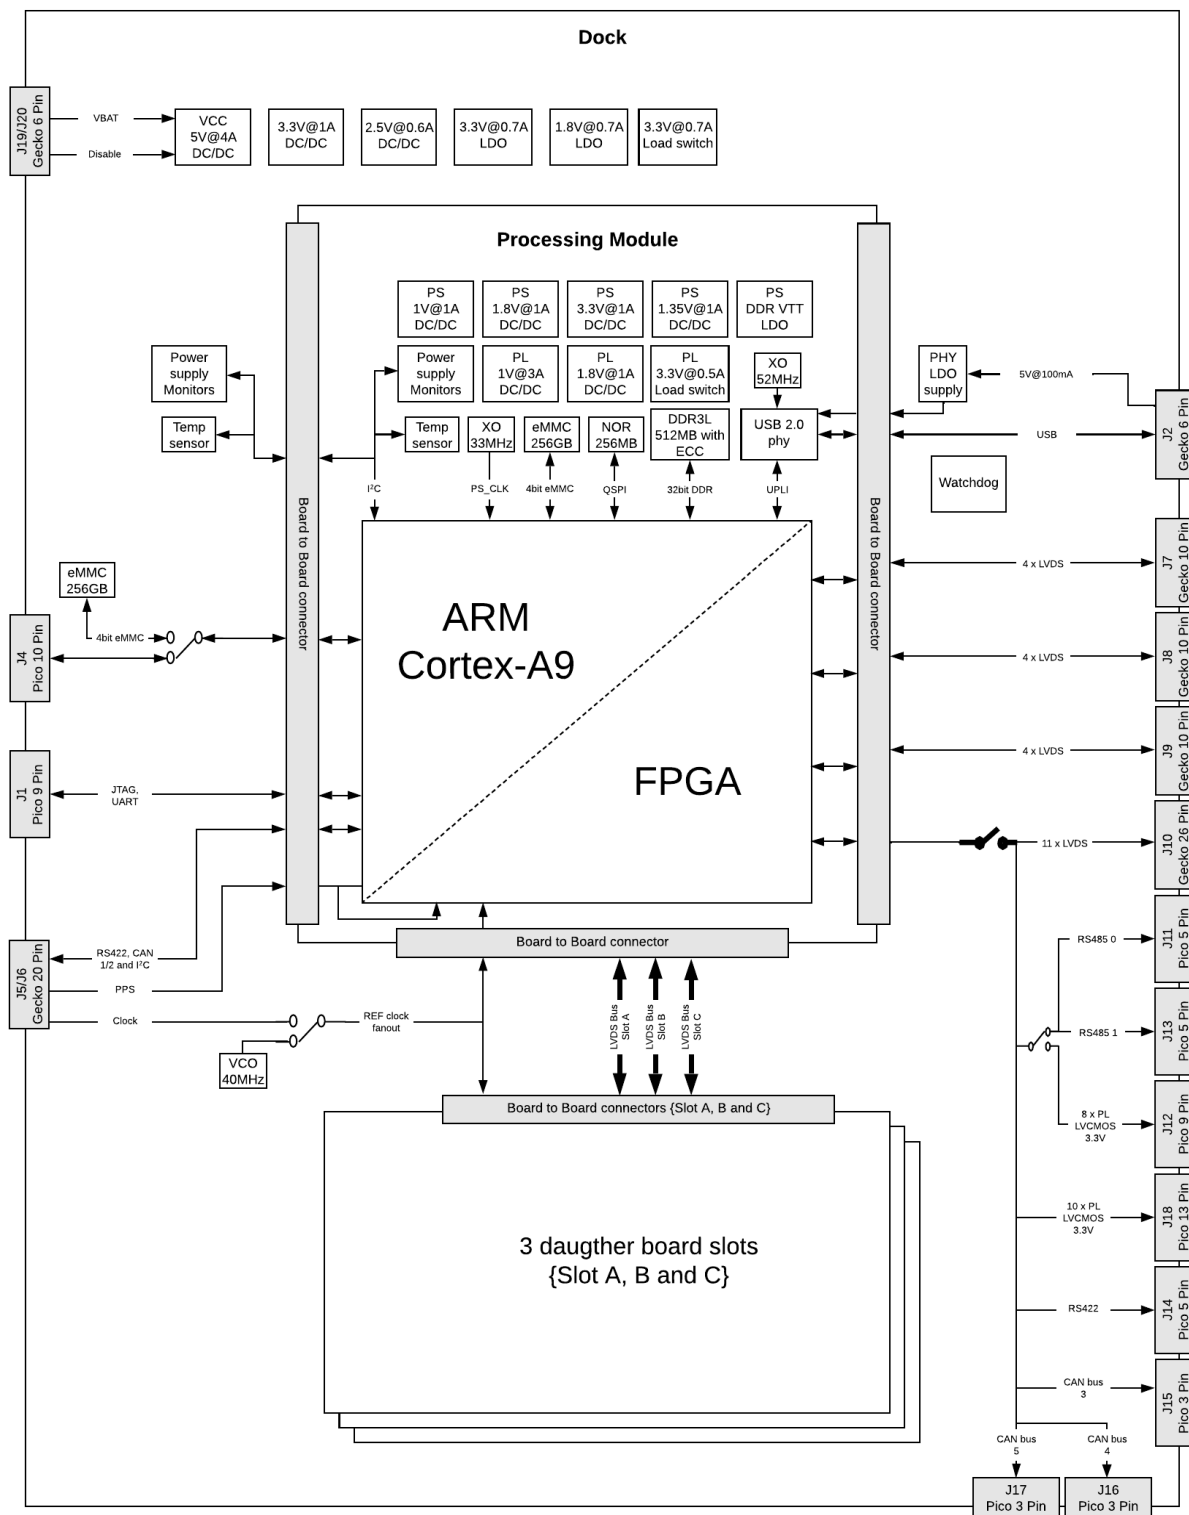 Dock
J19/J20
Gecko 6 Pin
VBAT
Disable
VCC
5V@4A
DC/DC
3.3V@1A
DC/DC
2.5V@0.6A
DC/DC
3.3V@0.7A
LDO
1.8V@0.7A
LDO
3.3V@0.7A
Load switch
Processing Module
PS
1V@1A
DC/DC
PS
1.8V@1A
DC/DC
PS
3.3V@1A
DC/DC
PS
1.35V@1A
DC/DC
PS
DDR VTT
LDO
Power
supply
Monitors
Power
supply
Monitors
PL
1V@3A
DC/DC
PL
1.8V@1A
DC/DC
PL
3.3V@0.5A
Load switch
XO
52MHz
PHY
LDO
supply
5V@100mA
J2
Gecko 6 Pin
Temp
sensor
Temp
sensor
XO
33MHz
eMMC
256GB
NOR
256MB
DDR3L
512MB with
ECC
USB 2.0
phy
USB
Watchdog
I²C
PS_CLK
4bit eMMC
QSPI
32bit DDR
UPLI
Board to Board connector
Board to Board connector
ARM
Cortex-A9
FPGA
eMMC
256GB
4bit eMMC
J4
Pico 10 Pin
J1
Pico 9 Pin
JTAG,
UART
J5/J6
Gecko 20 Pin
RS422, CAN
1/2 and I²C
PPS
Clock
VCO
40MHz
REF clock
fanout
4 x LVDS
J7
Gecko 10 Pin
4 x LVDS
J8
Gecko 10 Pin
4 x LVDS
J9
Gecko 10 Pin
11 x LVDS
J10
Gecko 26 Pin
Board to Board connector
LVDS Bus
Slot A
LVDS Bus
Slot B
LVDS Bus
Slot C
Board to Board connectors {Slot A, B and C}
3 daugther board slots
{Slot A, B and C}
RS485 0
J11
Pico 5 Pin
RS485 1
J13
Pico 5 Pin
8 x PL
LVCMOS
3.3V
J12
Pico 9 Pin
10 x PL
LVCMOS
3.3V
J18
Pico 13 Pin
RS422
J14
Pico 5 Pin
CAN bus
3
J15
Pico 3 Pin
CAN bus
5
CAN bus
4
J17
Pico 3 Pin
J16
Pico 3 Pin